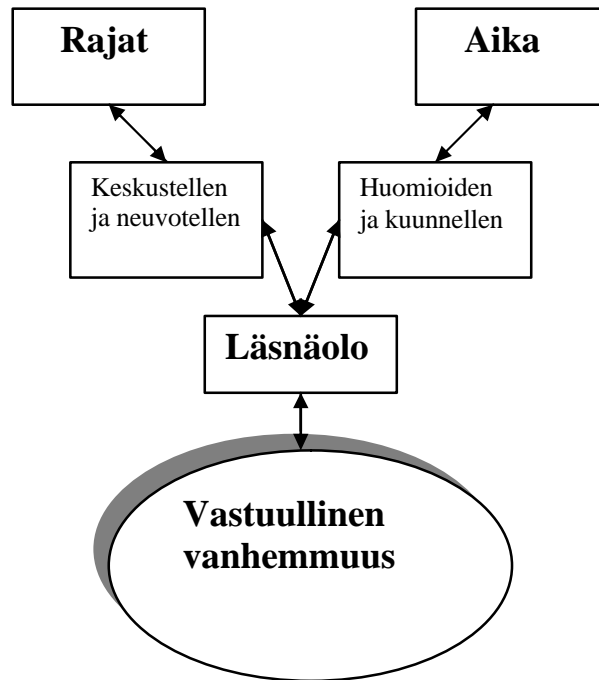 Rajat
Aika
Keskustellen
ja neuvotellen
Huomioiden
ja kuunnellen
Läsnäolo
Vastuullinen
vanhemmuus